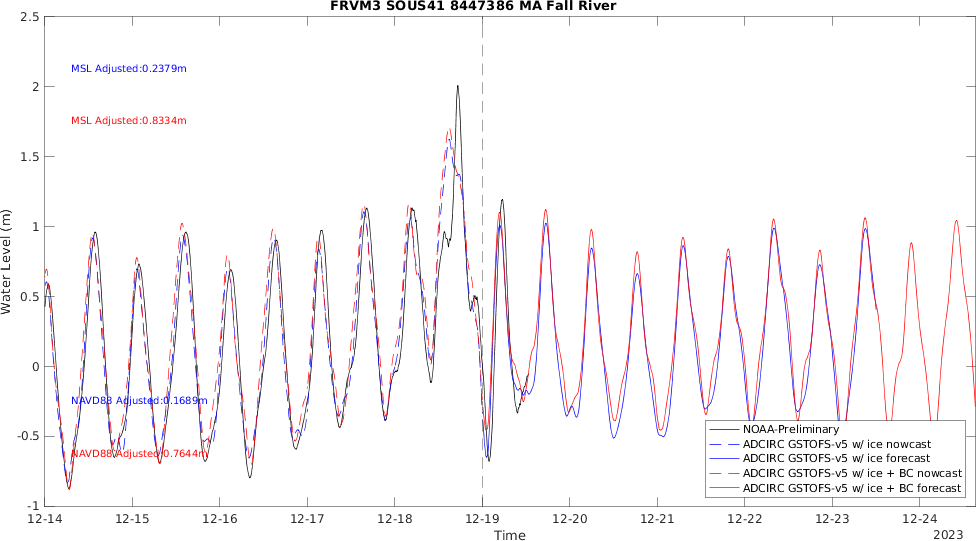 FRVM3 SOUS41 8447386 MA Fall River
2.5
2
1.5
1
0.5
0
-0.5
-1
Water Level (m)
MSL Adjusted:0.2379m
MSL Adjusted:0.8334m
NAVD88 Adjusted:0.1689m
NAVD88 Adjusted:0.7644m
NOAA-Preliminary
ADCIRC GSTOFS-v5 w/ ice nowcast
ADCIRC GSTOFS-v5 w/ ice forecast
ADCIRC GSTOFS-v5 w/ ice + BC nowcast
ADCIRC GSTOFS-v5 w/ ice + BC forecast
12-14 12-15 12-16 12-17 12-18 12-19 12-20 12-21 12-22 12-23 12-24
Time
2023